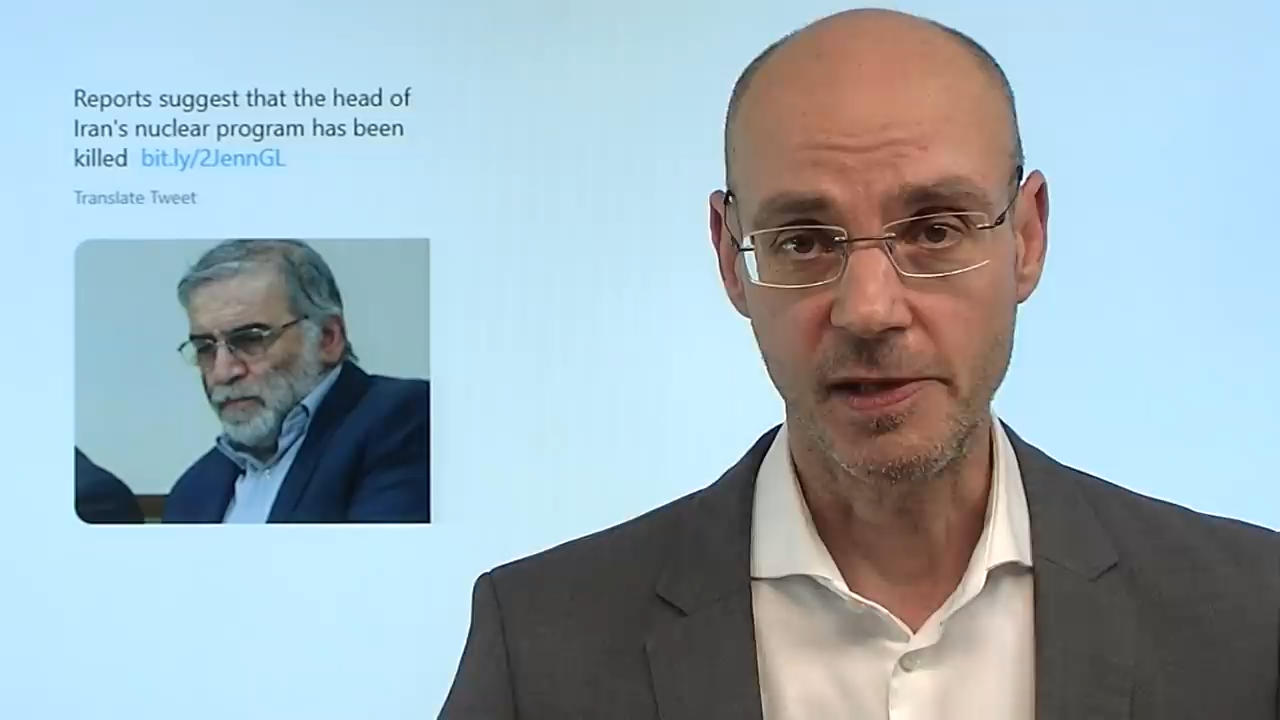 Reports suggest that the head of
Iran's nuclear program has been
killed bit.ly/2JennGL
Translate Tweet